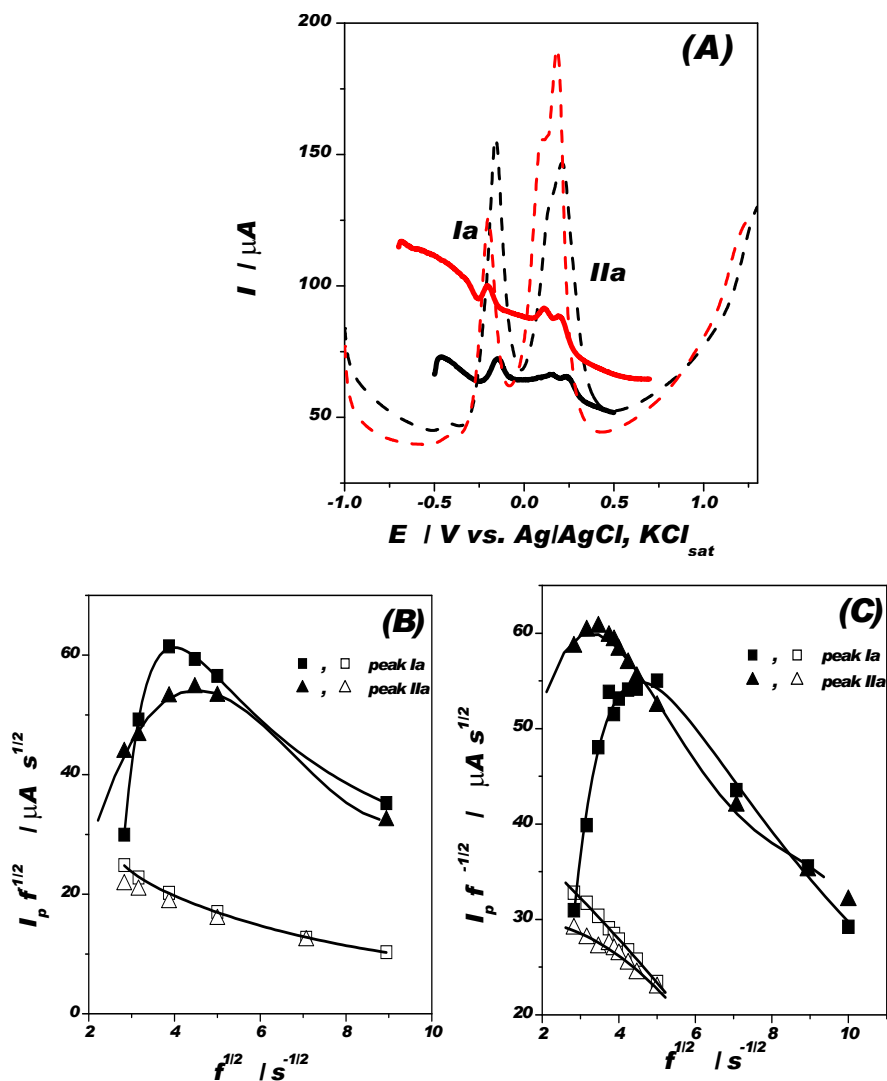 (A)
200
150
100
50
I / µA
Ia
IIa
-1.0 -0.5 0.0 0.5 1.0
E / V vs. Ag/AgCl, KCl sat
(B)
60
40
20
0
I p f 1/2 / µA s 1/2
■ , □ peak Ia
▲ , △ peak IIa
2 4 6 8 10
f 1/2 / s -1/2
(C)
60
50
40
30
20
I p f -1/2 / µA s 1/2
■ , □ peak Ia
▲ , △ peak IIa
2 4 6 8 10
f 1/2 / s -1/2